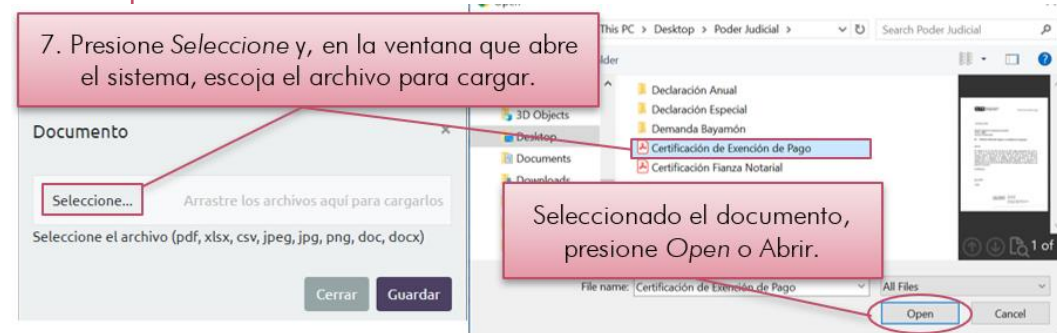 Open
This PC > Desktop > Poder Judicial >
Search Poder Judicial
7. Presione Seleccione y, en la ventana que abre
el sistema, escoja el archivo para cargar.
lder
Declaración Anual
Declaración Especial
Demanda Bayamón
Certificación de Exención de Pago
Certificación Fianza Notarial
3D Objects
Desktop
Documents
Downloads
Documento
×
Seleccione...
Arrastre los archivos aquí para cargarlos
Seleccione el archivo (pdf, xlsx, csv, jpeg, jpg, png, doc, docx)
Cerrar
Guardar
Seleccionado el documento,
presione Open o Abrir.
1 of
File name:
Certificación de Exención de Pago
All Files
Open
Cancel